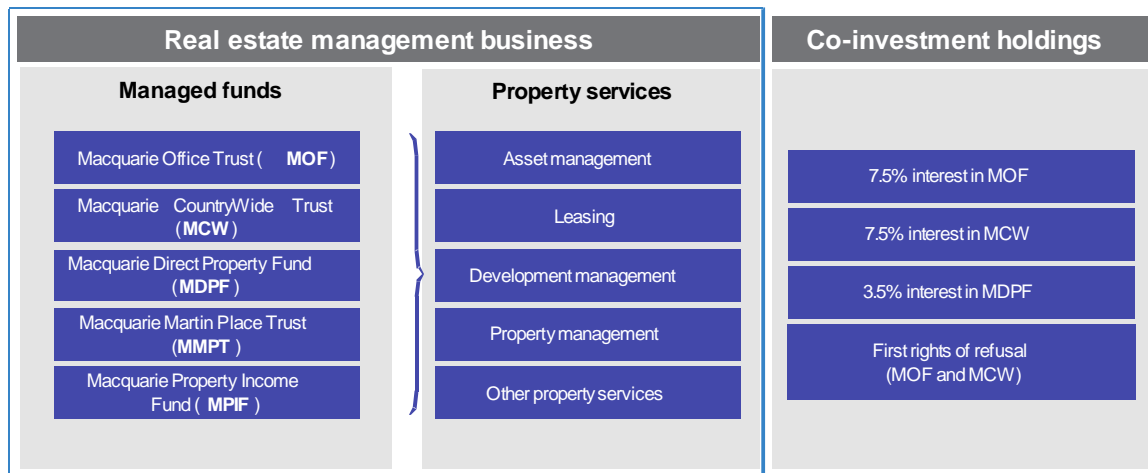 Real estate management business
Managed funds
Macquarie Office Trust ( MOF )
Macquarie CountryWide Trust
(MCW)
Macquarie Direct Property Fund
(MDPF )
Macquarie Martin Place Trust
(MMPT )
Macquarie Property Income
Fund ( MPIF )
Property services
Asset management
Leasing
Development management
Property management
Other property services
Co-investment holdings
7.5% interest in MOF
7.5% interest in MCW
3.5% interest in MDPF
First rights of refusal
(MOF and MCW)